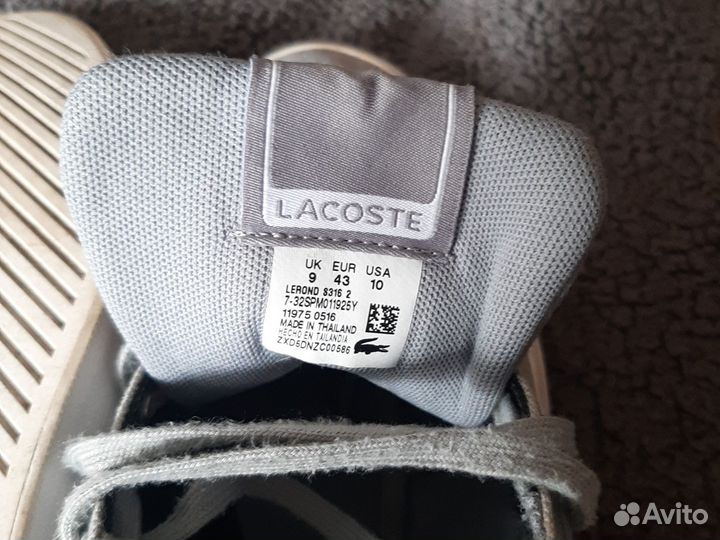 LACOSTE
UK EUR USA
9 43 10
LEROND 8316 2
7-32SPM011925Y
11975 0516
MADE IN THAILAND
HECHO EN TAILANDIA
ZXD5DNZC00586
Avito